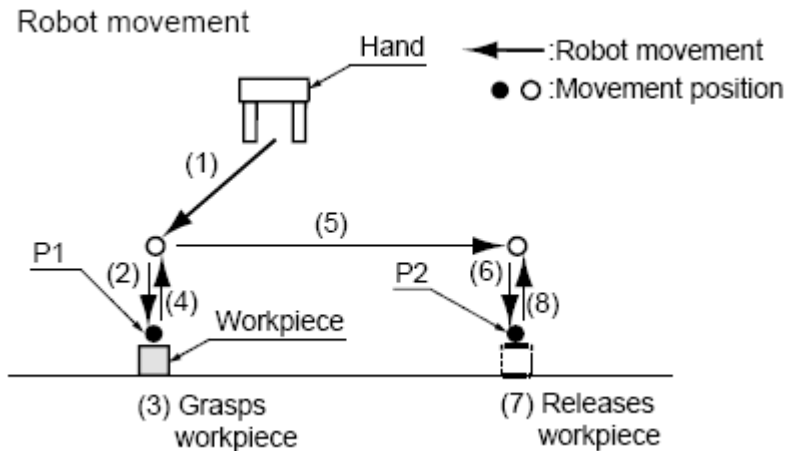 Robot movement
Hand
:Robot movement
:Movement position
(1)
(5)
P1
(2)
(4)
(6)
P2
(8)
Workpiece
(3) Grasps
workpiece
(7) Releases
workpiece